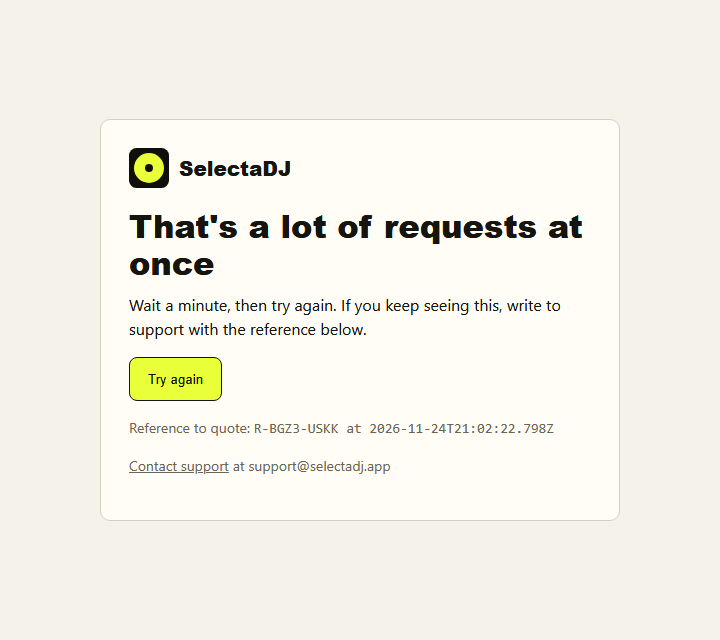 SelectaDJ
That's a lot of requests at
once
Wait a minute, then try again. If you keep seeing this, write to
support with the reference below.
Try again
Reference to quote: R-BGZ3-USKK at 2026-11-24T21:02:22.798Z
Contact support at support@selectadj.app